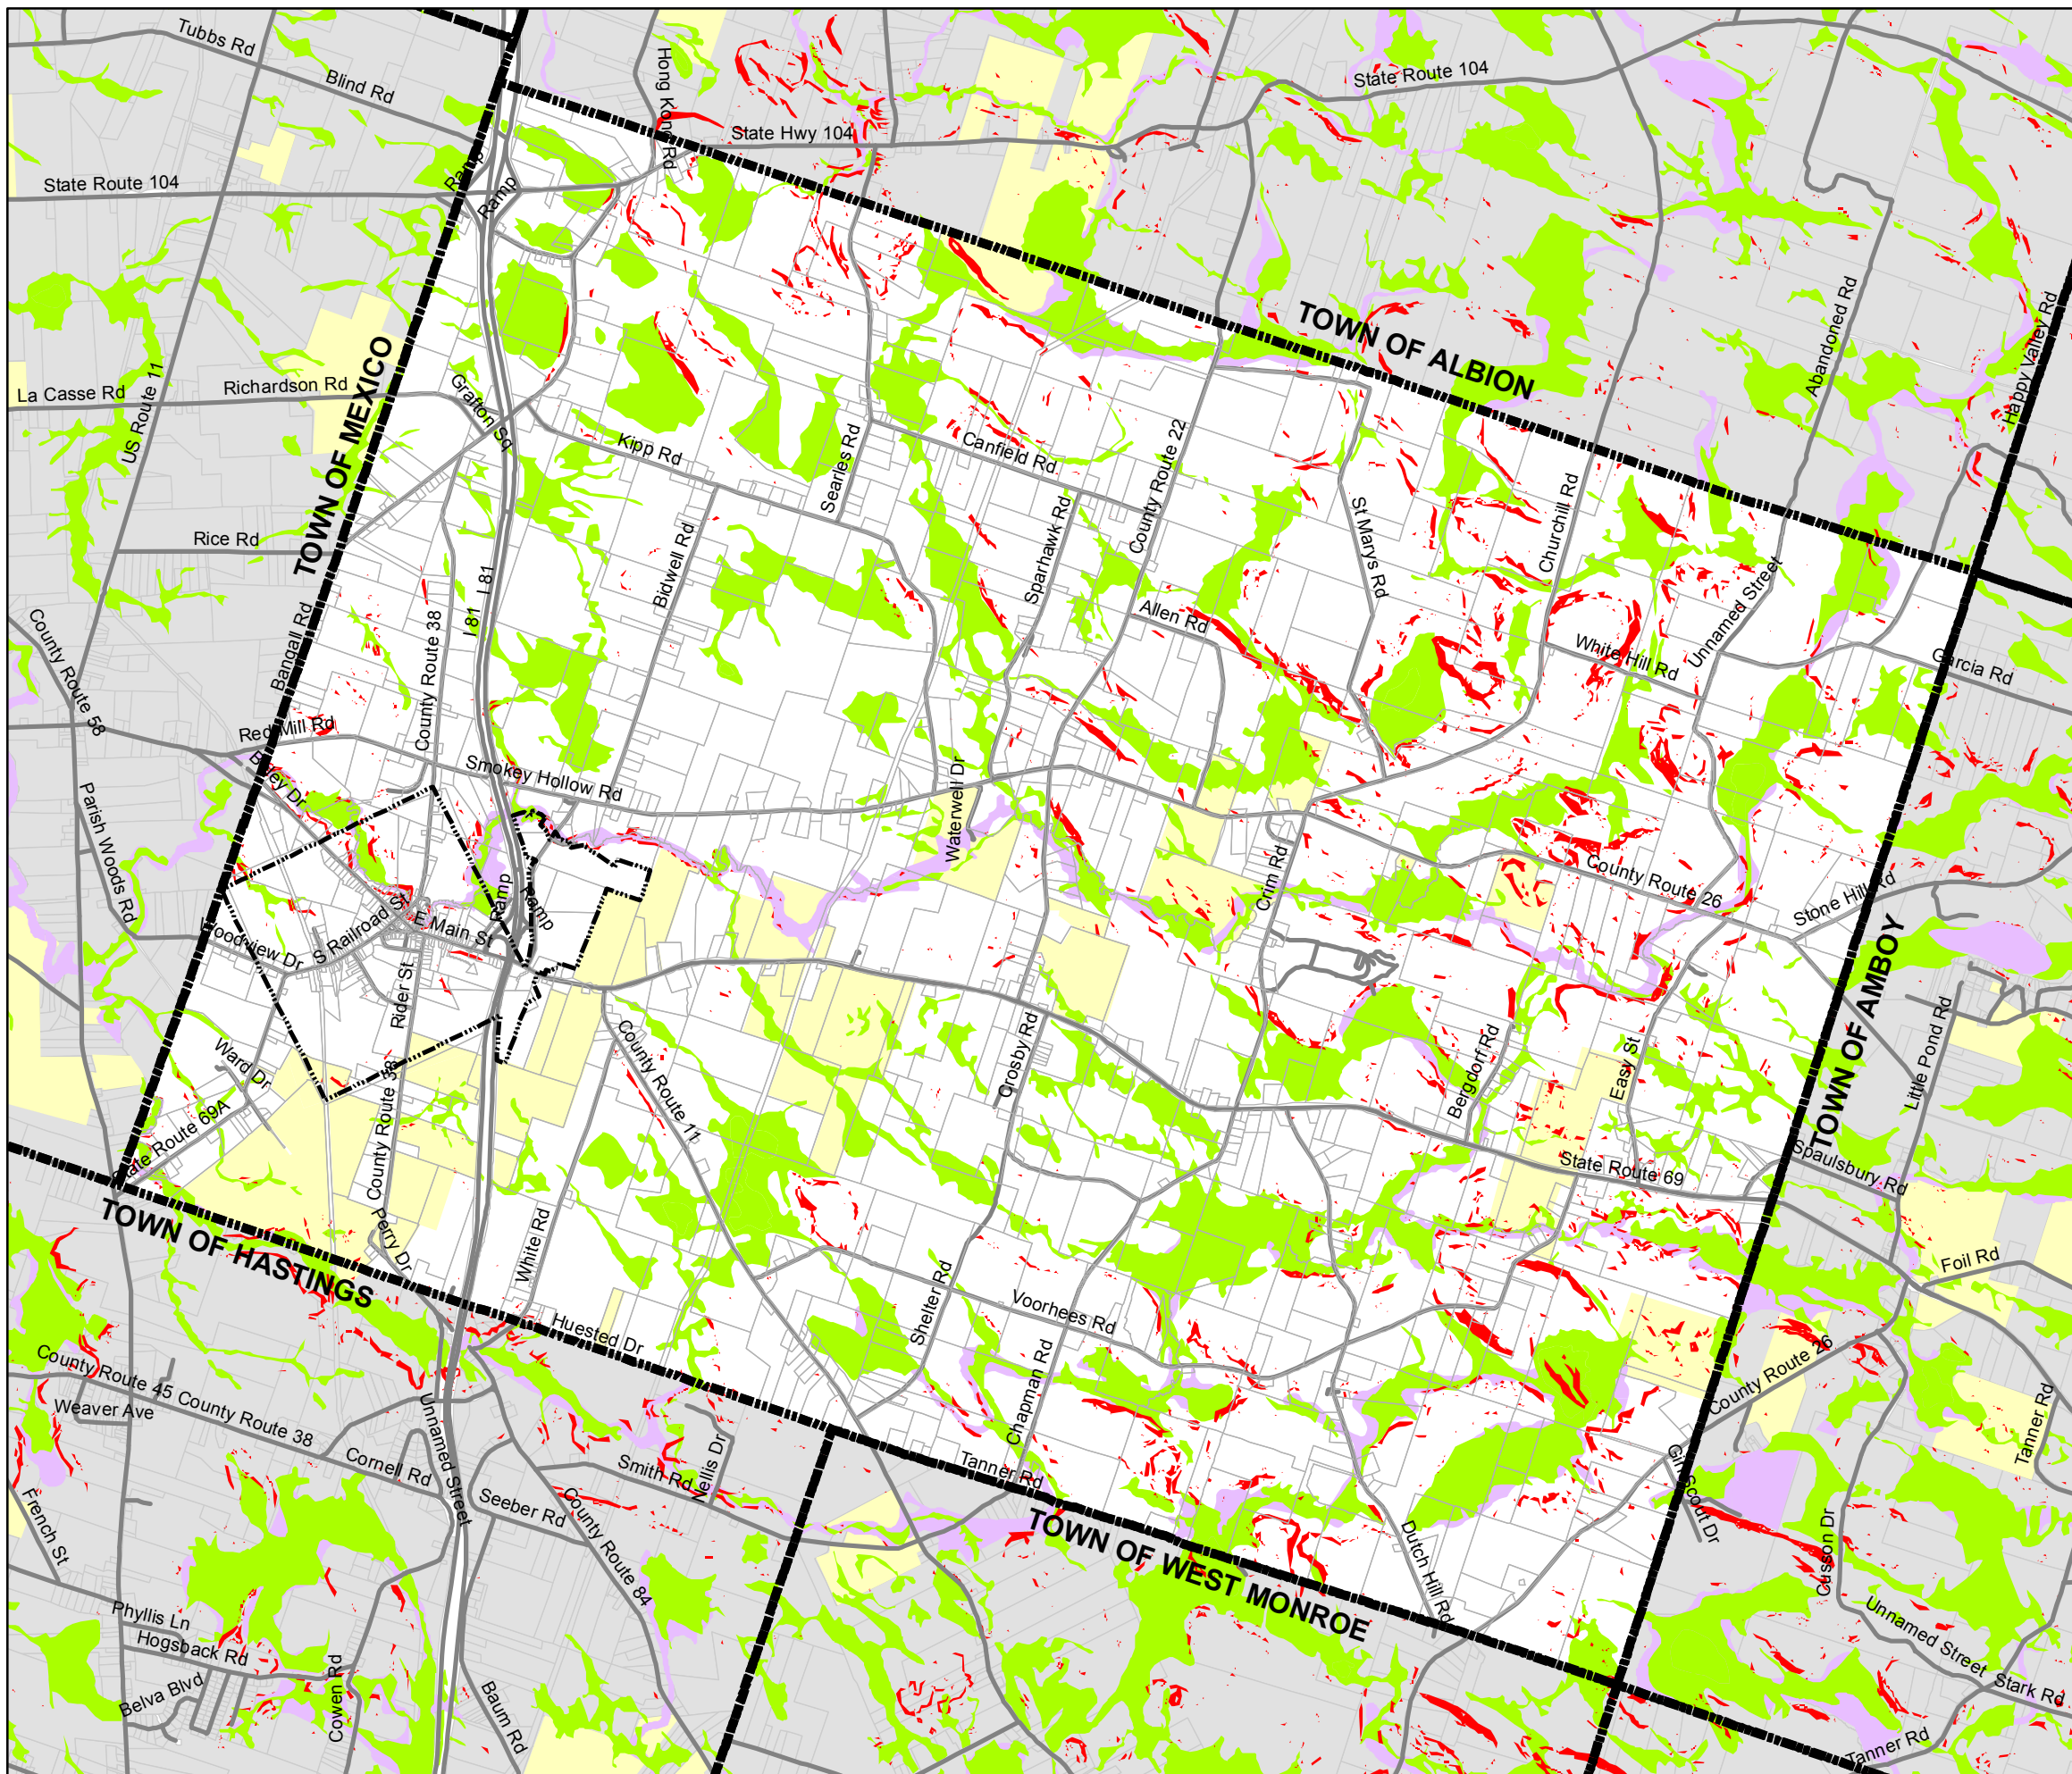 Tubbs Rd
Blind Rd
Hong Kong Rd
State Hwy 104
State Route 104
State Route 104
Ramp
Ramp
TOWN OF ALBION
TOWN OF MEXICO
La Casse Rd
Richardson Rd
US Route 11
Grafton Sq
Kipp Rd
Searles Rd
Canfield Rd
County Route 22
Abandoned Rd
Happy Valley Rd
Rice Rd
Bidwell Rd
Sparhawk Rd
St Marys Rd
Churchill Rd
Unnamed Street
I 81
I 81
County Route 38
Allen Rd
White Hill Rd
Garcia Rd
County Route 58
Bangall Rd
Red Mill Rd
Smokey Hollow Rd
Waterwell Dr
Parish Woods Rd
Crim Rd
County Route 26
Stone Hill Rd
Ramp
Ramp
E Main St
S Railroad St
Rider St
TOWN OF AMBOY
Ward Dr
County Route 11
Crosby Rd
Bergdorf Rd
Easy St
Little Pond Rd
State Route 69A
County Route 38
State Route 69
Spaulsbury Rd
Perry Dr
White Rd
TOWN OF HASTINGS
Huested Dr
Shelter Rd
Voorhees Rd
Chapman Rd
Foil Rd
County Route 26
County Route 45
County Route 38
Weaver Ave
Cornell Rd
Unnamed Street
Smith Rd
Nellis Dr
Tanner Rd
Girl Scout Dr
Tanner Rd
French St
Seeber Rd
County Route 84
TOWN OF WEST MONROE
Dutch Hill Rd
Cusson Dr
Phyllis Ln
Hogsback Rd
Belva Blvd
Cowen Rd
Baum Rd
Unnamed Street
Stark Rd
Tanner Rd